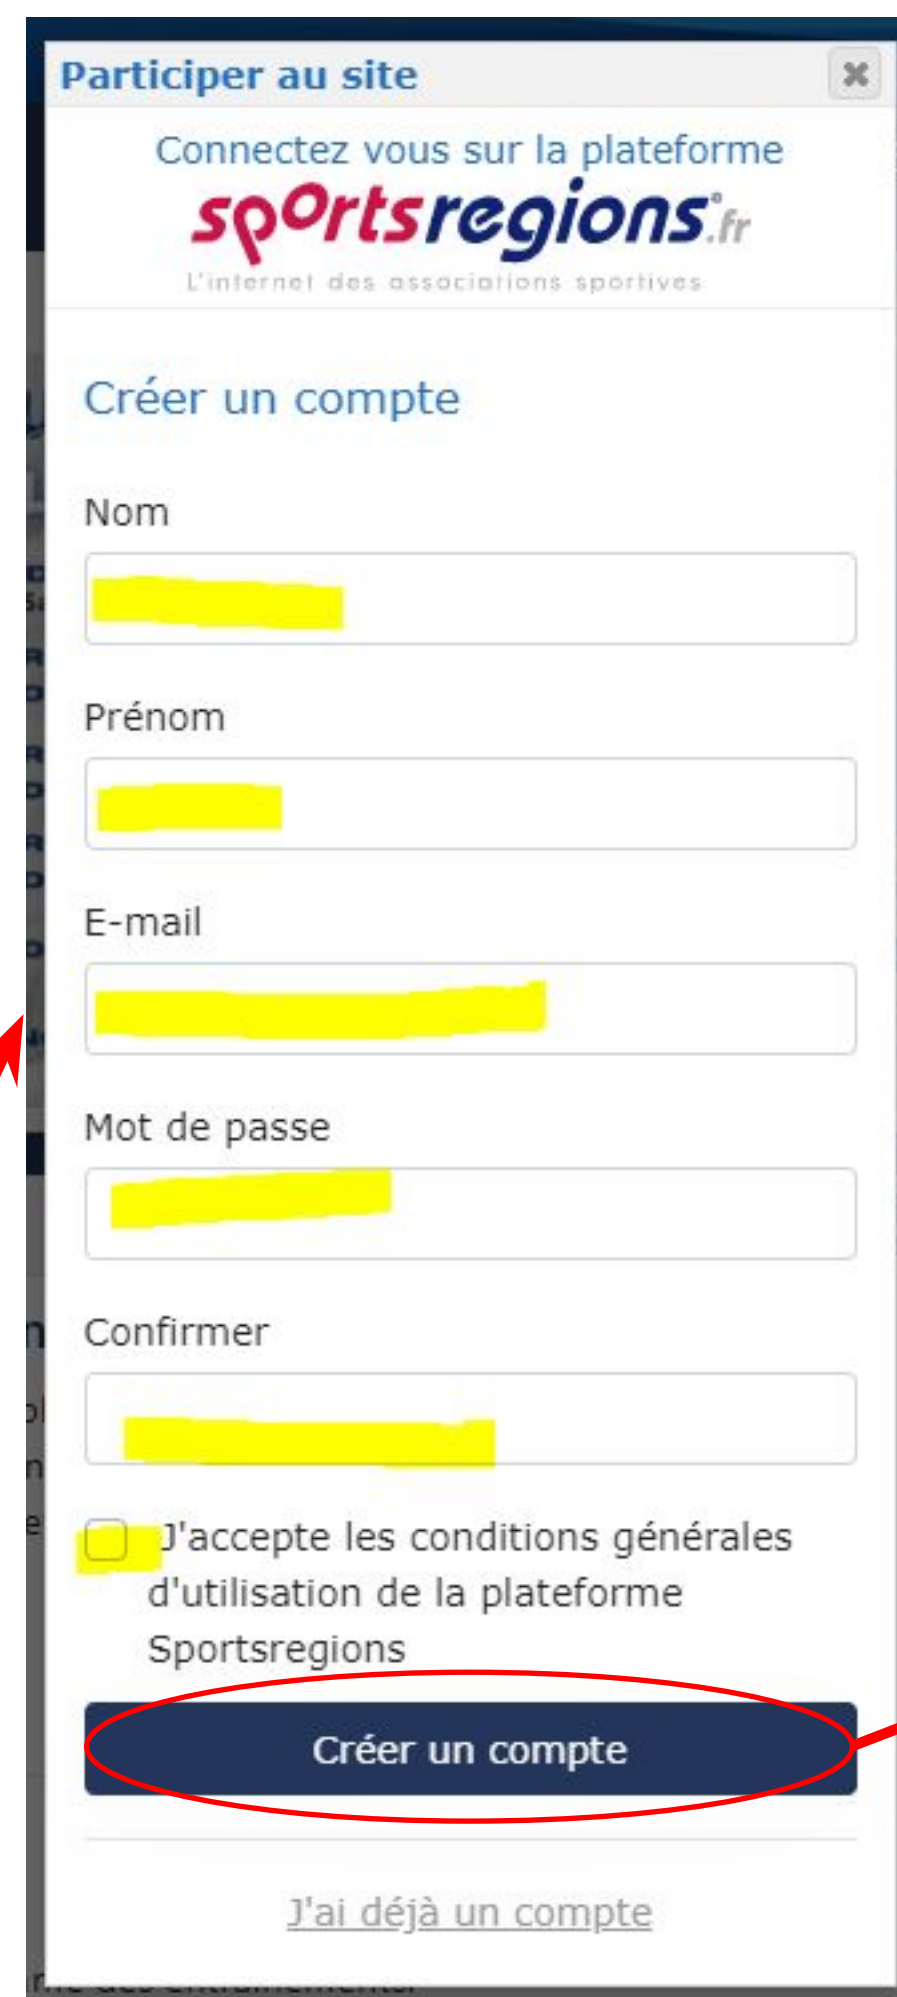 Participer au site
Connectez vous sur la plateforme
sportsregions.fr
L'internet des associations sportives
Créer un compte
Nom
Prénom
E-mail
Mot de passe
Confirmer
J'accepte les conditions générales
d'utilisation de la plateforme
Sportsregions
Créer un compte
J'ai déjà un compte